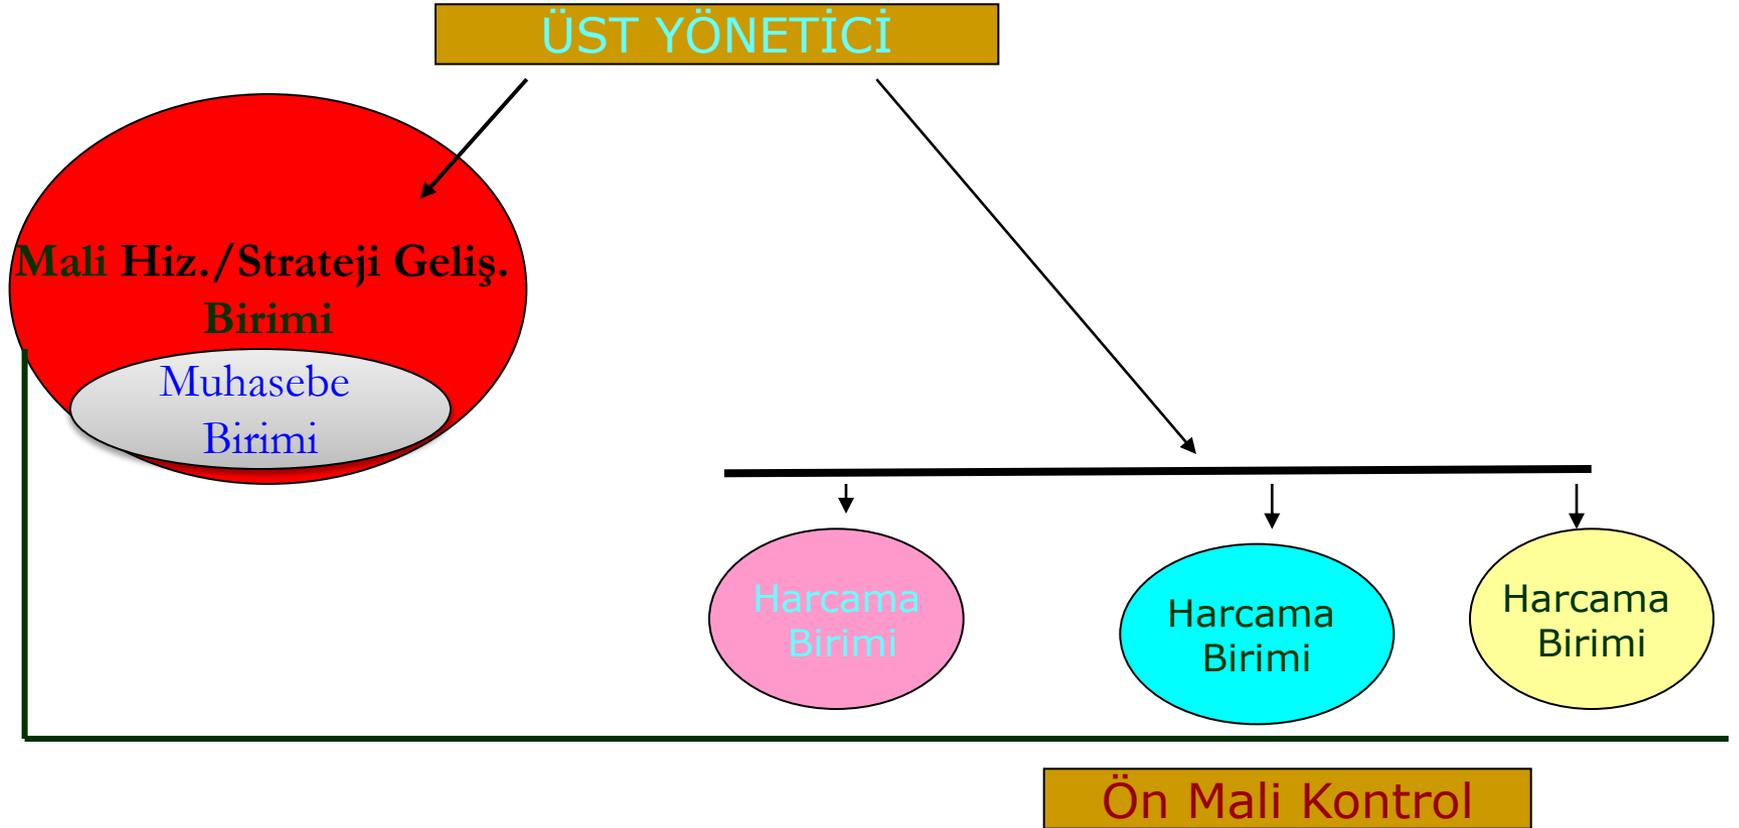 ÜST YÖNETİCİ
Mali Hiz./Strateji Geliş.
Birimi
Muhasebe
Birimi
Harcama
Birimi
Harcama
Birimi
Harcama
Birimi
Ön Mali Kontrol